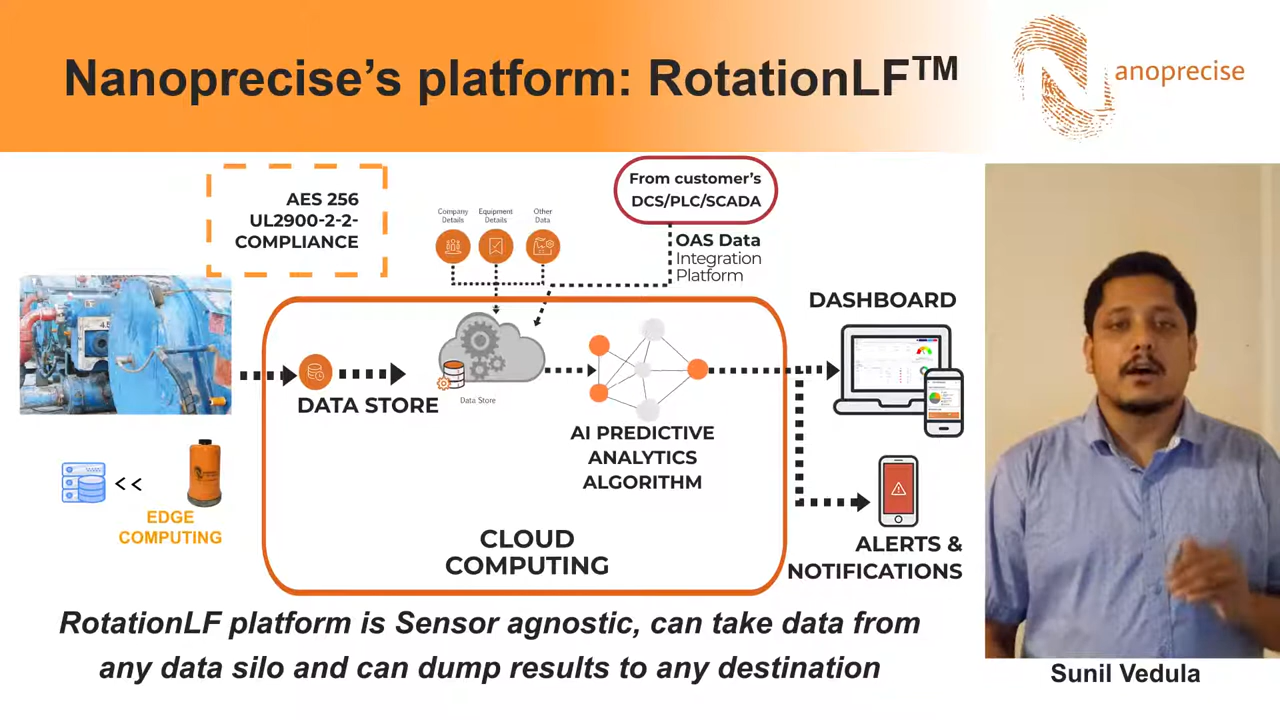 Nanoprecise's platform: RotationLF™
anoprecise
AES 256
UL2900-2-2-
COMPLIANCE
Company
Details
Equipment
Details
Other
Data
From customer's
DCS/PLC/SCADA
OAS Data
Integration
Platform
DATA STORE
Data Store
AI PREDICTIVE
ANALYTICS
ALGORITHM
DASHBOARD
<<
EDGE
COMPUTING
CLOUD
COMPUTING
ALERTS &
NOTIFICATIONS
RotationLF platform is Sensor agnostic, can take data from
any data silo and can dump results to any destination
Sunil Vedula